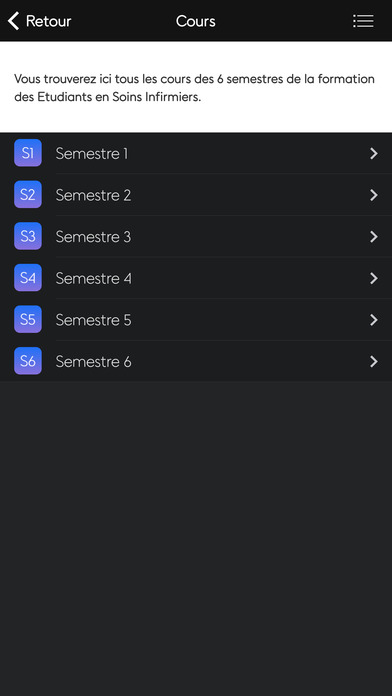 Retour Cours
Vous trouverez ici tous les cours des 6 semestres de la formation
des Etudiants en Soins Infirmiers.
S1 Semestre 1
S2 Semestre 2
S3 Semestre 3
S4 Semestre 4
S5 Semestre 5
S6 Semestre 6